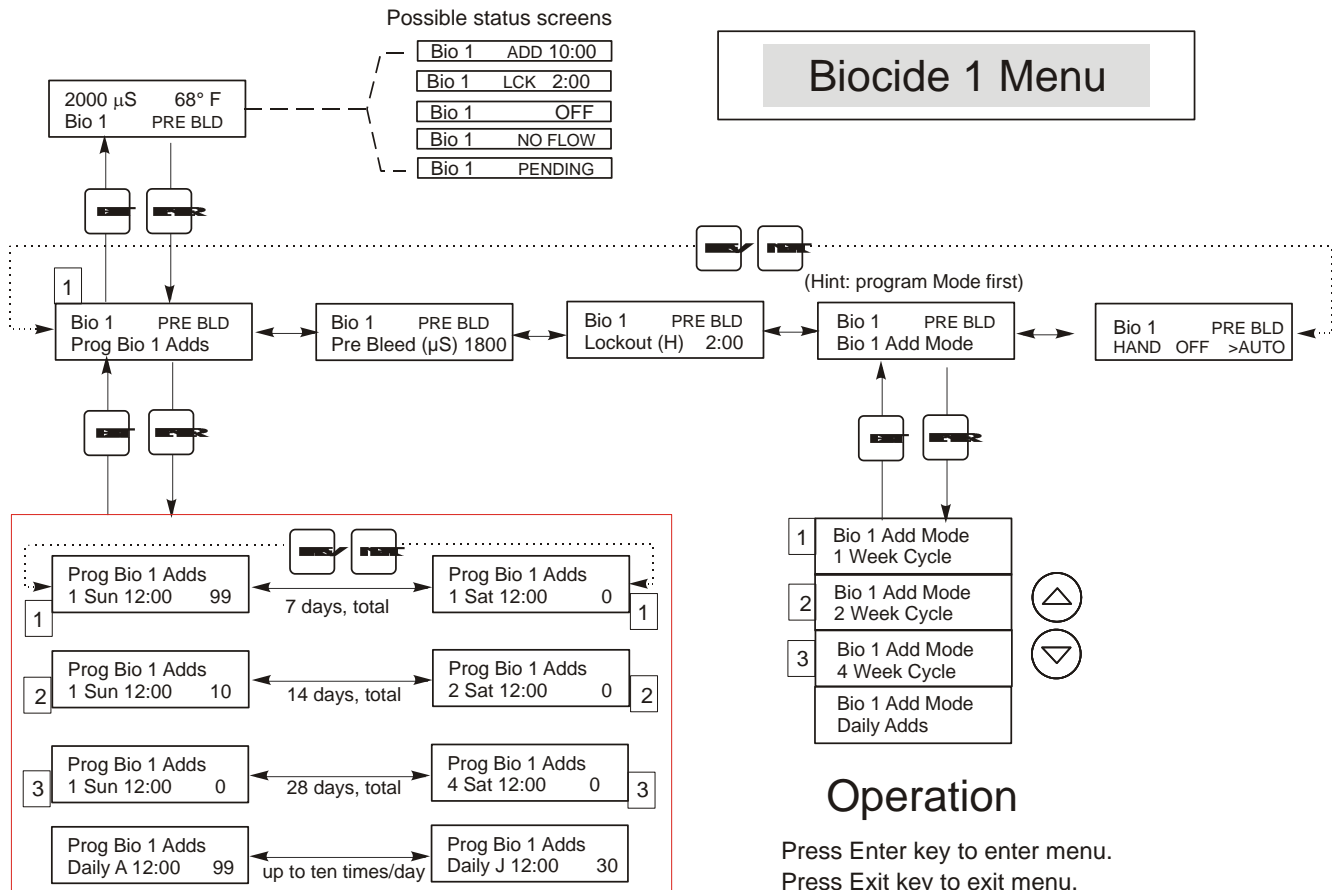 Possible status screens
Bio 1 ADD 10:00
Bio 1 LCK 2:00
Bio 1 OFF
Bio 1 NO FLOW
Bio 1 PENDING
Biocide 1 Menu
2000 µS 68° F
Bio 1 PRE BLD
(Hint: program Mode first)
1
Bio 1 PRE BLD
Prog Bio 1 Adds
Bio 1 PRE BLD
Pre Bleed (µS) 1800
Bio 1 PRE BLD
Lockout (H) 2:00
Bio 1 PRE BLD
Bio 1 Add Mode
Bio 1 PRE BLD
HAND OFF >AUTO
Prog Bio 1 Adds
1 Sun 12:00 99
1
7 days, total
Prog Bio 1 Adds
1 Sat 12:00 0
1
Prog Bio 1 Adds
1 Sun 12:00 10
2
14 days, total
Prog Bio 1 Adds
2 Sat 12:00 0
2
Prog Bio 1 Adds
1 Sun 12:00 0
3
28 days, total
Prog Bio 1 Adds
4 Sat 12:00 0
3
Prog Bio 1 Adds
Daily A 12:00 99
up to ten times/day
Prog Bio 1 Adds
Daily J 12:00 30
1
Bio 1 Add Mode
1 Week Cycle
2
Bio 1 Add Mode
2 Week Cycle
3
Bio 1 Add Mode
4 Week Cycle
Bio 1 Add Mode
Daily Adds
Operation
Press Enter key to enter menu.
Press Exit key to exit menu.